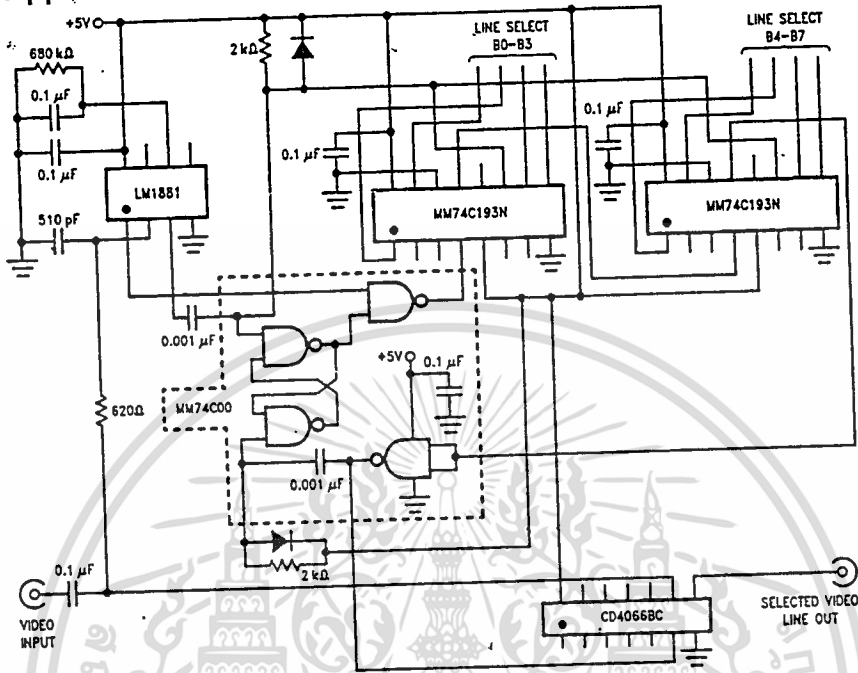 +5V
680 kΩ
0.1 μF
0.1 μF
510 pF
LM1881
2 kΩ
LINE SELECT
B0-B3
0.1 μF
MM74C193N
LINE SELECT
B4-B7
0.1 μF
MM74C193N
0.001 μF
620Ω
MM74C00
+5V
0.1 μF
0.001 μF
2 kΩ
0.1 μF
VIDEO
INPUT
CD4066BC
SELECTED VIDEO
LINE OUT